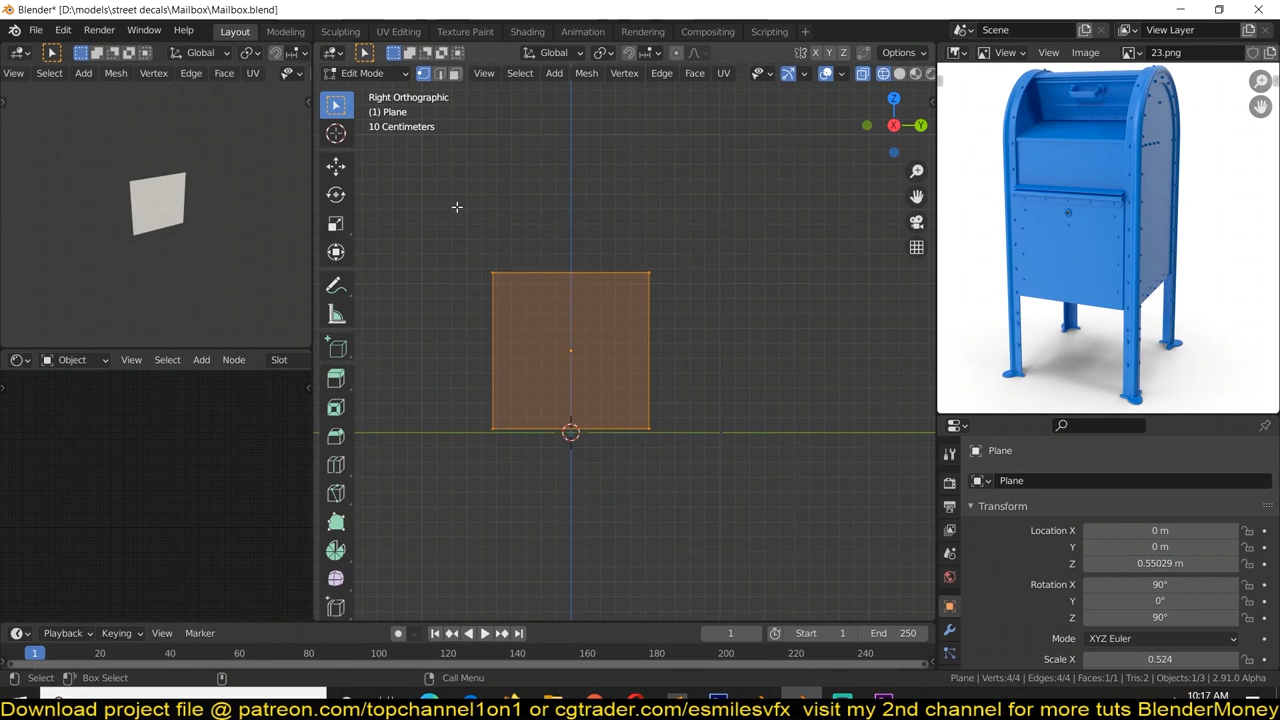 Blender* [D:\models\street decals\Mailbox\Mailbox.blend]
File Edit Render Window Help Layout Modeling Sculpting UV Editing Texture Paint Shading Animation Rendering Compositing Scripting Scene View Layer
Global Global Options View View Image 23.png
View Select Add Mesh Vertex Edge Face UV Edit Mode View Select Add Mesh Vertex Edge Face UV
X Y Z
Right Orthographic
(1) Plane
10 Centimeters
Z
X Y
Object View Select Add Node Slot
Plane
Plane
Transform
Location X 0 m
Y 0 m
Z 0.55029 m
Rotation X 90°
Y 0°
Z 90°
Mode XYZ Euler
Scale X 0.524
Playback Keying View Marker 1 Start 1 End 250
1 20 40 60 80 100 120 140 160 180 200 220 240
Select Box Select Call Menu Plane | Verts:4/4 | Edges:4/4 | Faces:1/1 | Tris:2 | Objects:1/3 | 2.91.0 Alpha
10:17 AM
Download project file @ patreon.com/topchannel1on1 or cgtrader.com/esmilesvfx visit my 2nd channel for more tuts BlenderMoney